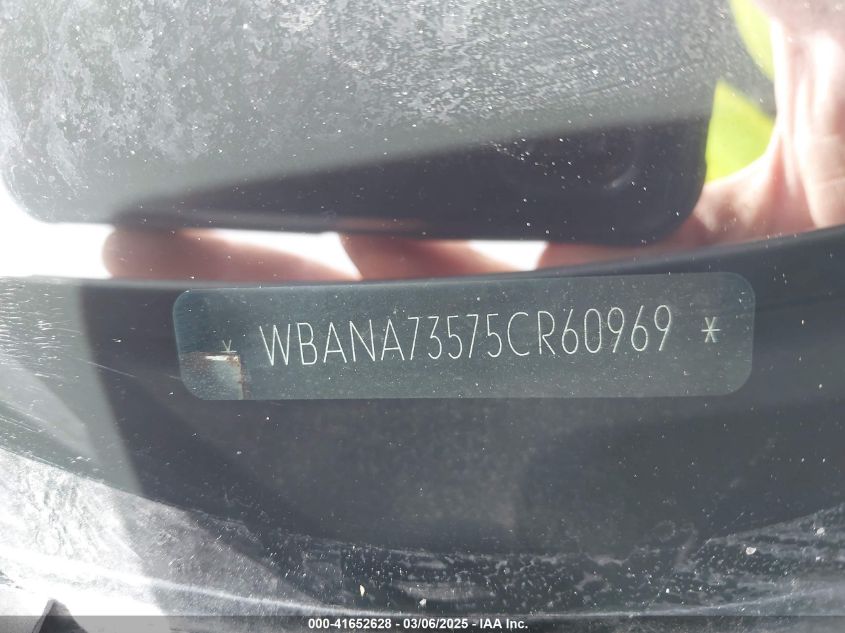 * WBANA73575CR60969 *
000-41652628 - 03/06/2025 - IAA Inc.